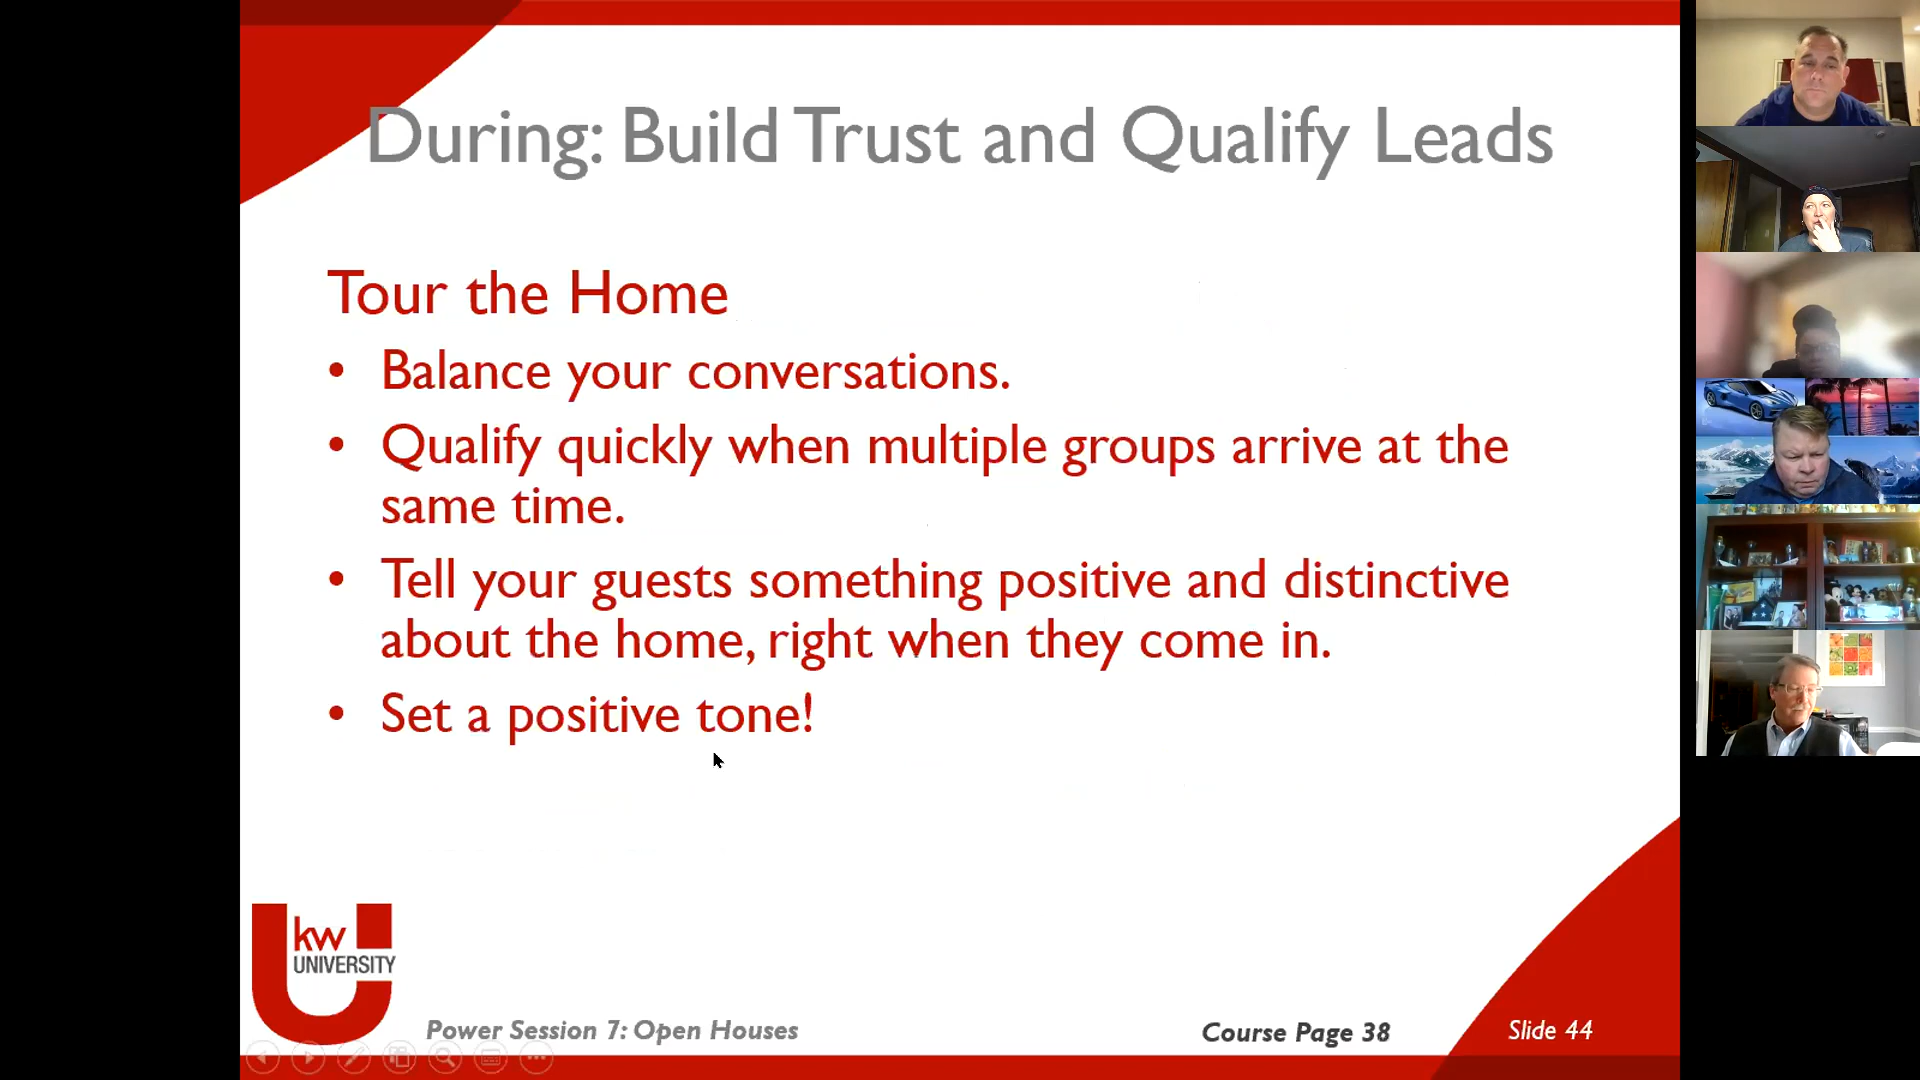 During: Build Trust and Qualify Leads
Tour the Home
• Balance your conversations.
• Qualify quickly when multiple groups arrive at the
same time.
• Tell your guests something positive and distinctive
about the home, right when they come in.
• Set a positive tone!
kw
UNIVERSITY
Power Session 7: Open Houses
Course Page 38
Slide 44